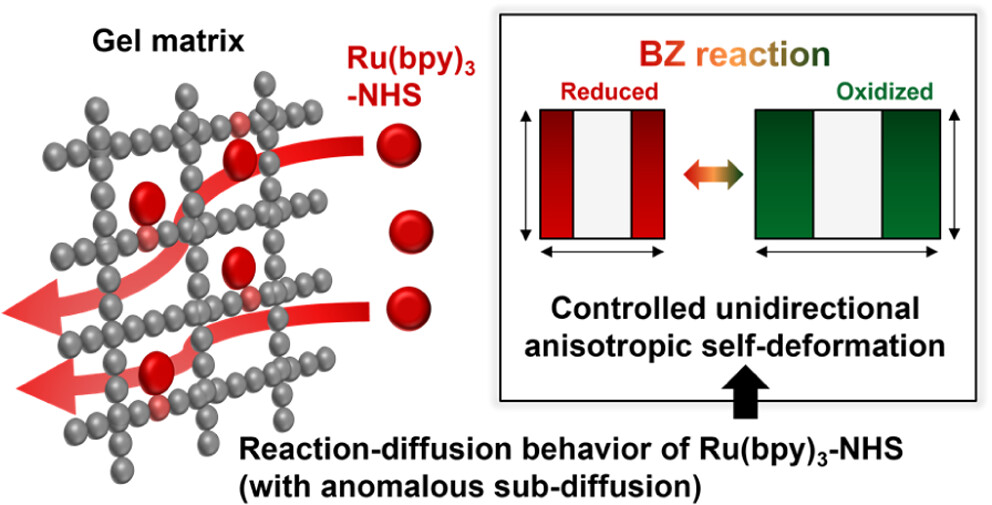 Gel matrix
Ru(bpy)₃
-NHS
BZ reaction
Reduced
Oxidized
Controlled unidirectional
anisotropic self-deformation
Reaction-diffusion behavior of Ru(bpy)₃-NHS
(with anomalous sub-diffusion)